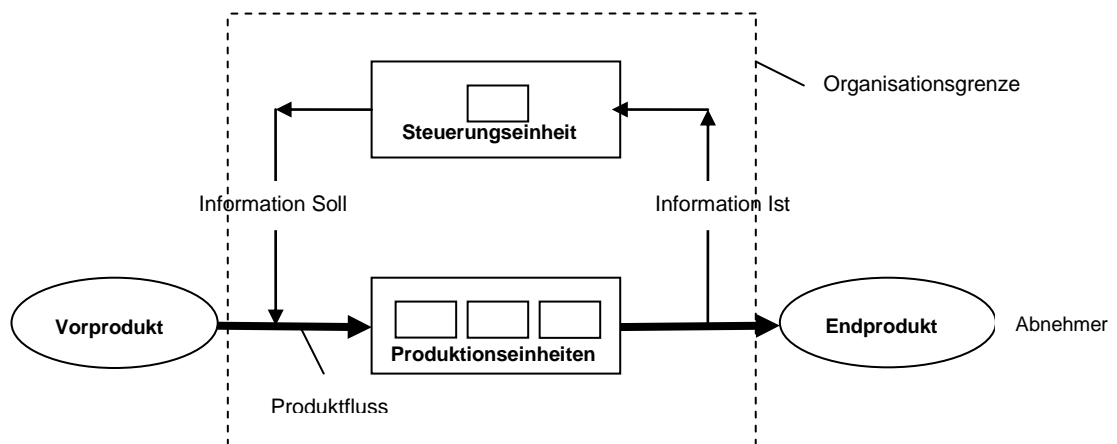 Organisationsgrenze
Steuerungseinheit
Information Soll
Information Ist
Vorprodukt
Produktionseinheiten
Endprodukt
Abnehmer
Produktfluss